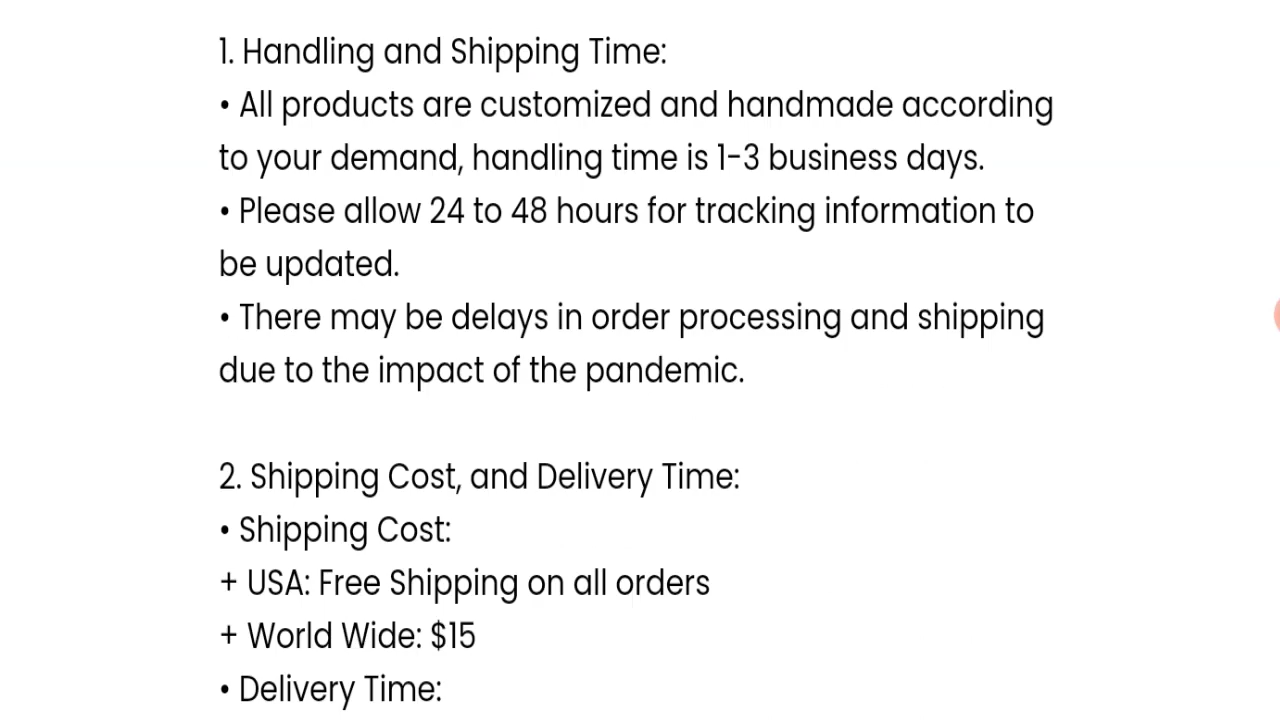 1. Handling and Shipping Time:
• All products are customized and handmade according
to your demand, handling time is 1-3 business days.
• Please allow 24 to 48 hours for tracking information to
be updated.
• There may be delays in order processing and shipping
due to the impact of the pandemic.
2. Shipping Cost, and Delivery Time:
• Shipping Cost:
+ USA: Free Shipping on all orders
+ World Wide: $15
• Delivery Time: